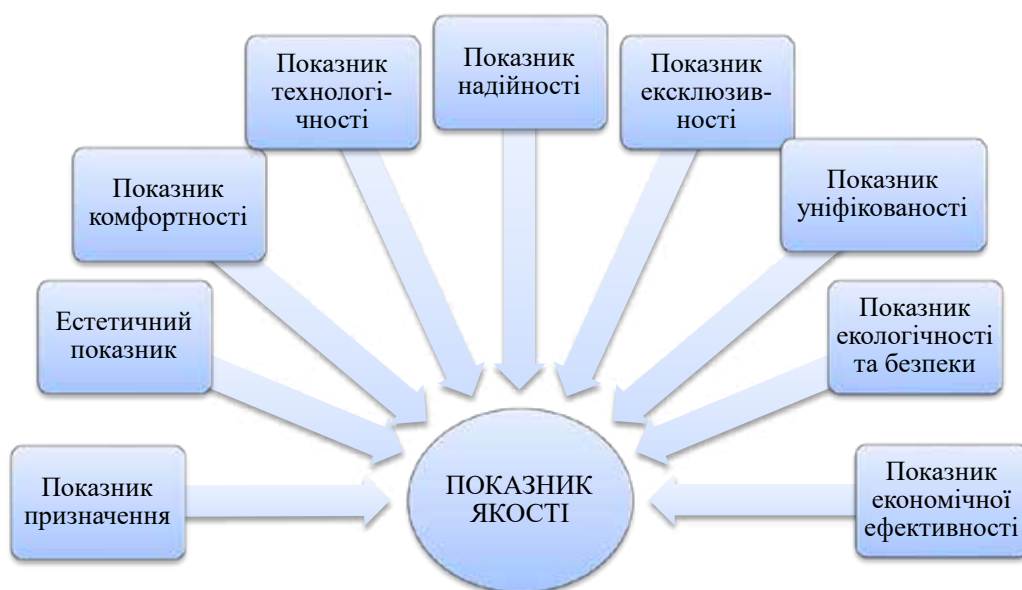 Показник
призначення
Естетичний
показник
Показник
комфортності
Показник
технологі-
чності
Показник
надійності
Показник
ексклюзив-
ності
Показник
уніфікованості
Показник
екологічності
та безпеки
Показник
економічної
ефективності
ПОКАЗНИК
ЯКОСТІ